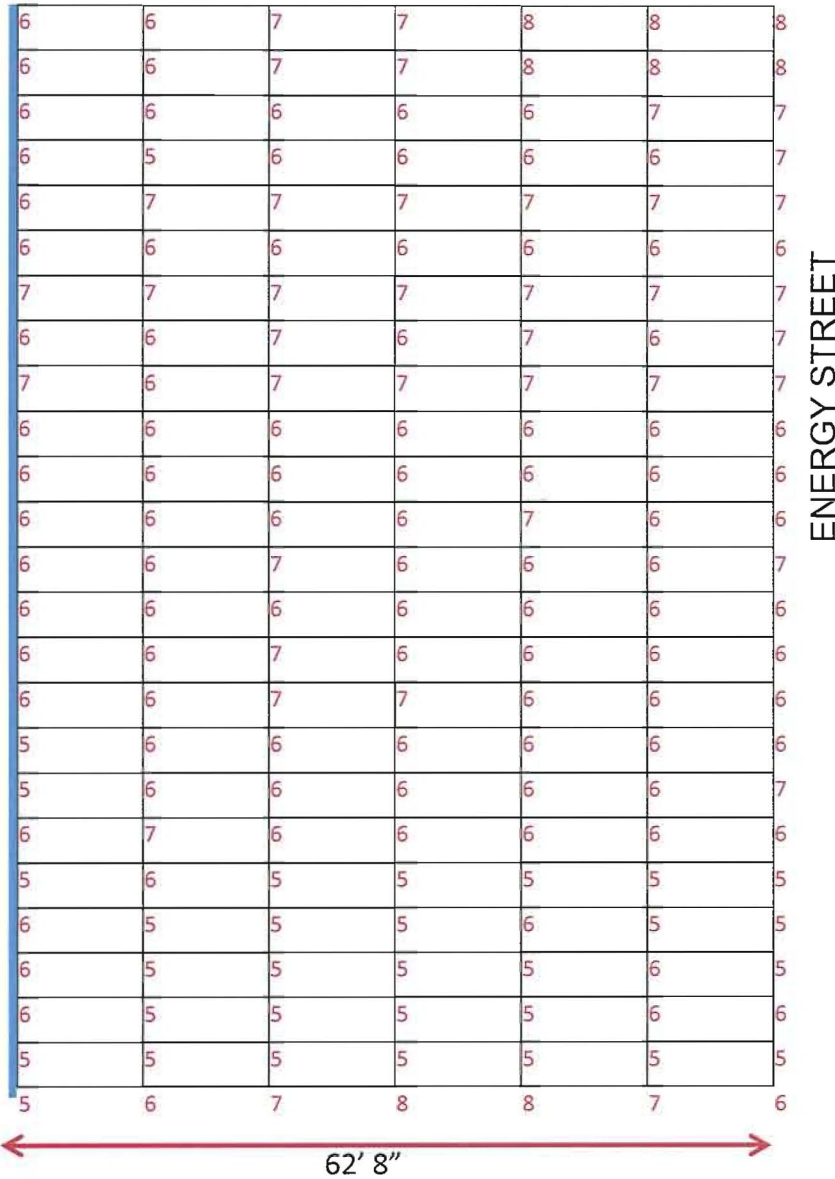 6 6 7 7 8 8 8
6 6 7 7 8 8 8
6 6 6 6 6 7 7
6 5 6 6 6 6 7
6 7 7 7 7 7 7
6 6 6 6 6 6 6
7 7 7 7 7 7 7
6 6 7 6 7 6 7
7 6 7 7 7 7 7
6 6 6 6 6 6 6
6 6 6 6 6 6 6
6 6 6 6 7 6 6
6 6 7 6 6 6 7
6 6 6 6 6 6 6
6 6 7 6 6 6 6
6 6 7 7 6 6 6
5 6 6 6 6 6 6
5 6 6 6 6 6 7
6 7 6 6 6 6 6
5 6 5 5 5 5 5
6 5 5 5 6 5 5
6 5 5 5 5 6 5
6 5 5 5 5 6 6
5 5 5 5 5 5 5
5 6 7 8 8 7 6
62’ 8”
ENERGY STREET